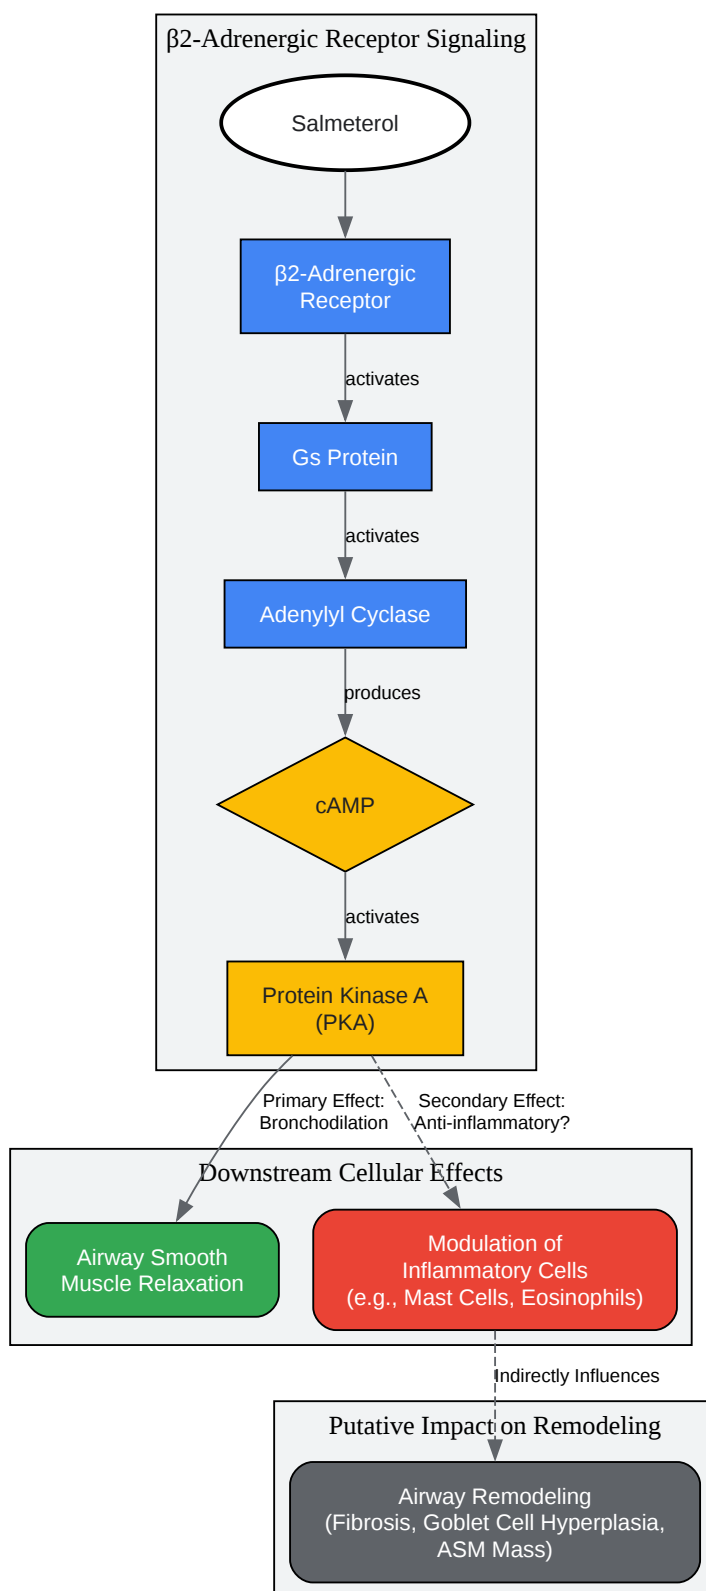 β2-Adrenergic Receptor Signaling
Salmeterol
β2-Adrenergic
Receptor
activates
Gs Protein
activates
Adenylyl Cyclase
produces
cAMP
activates
Protein Kinase A
(PKA)
Primary Effect:
Bronchodilation
Secondary Effect:
Anti-inflammatory?
Downstream Cellular Effects
Airway Smooth
Muscle Relaxation
Modulation of
Inflammatory Cells
(e.g., Mast Cells, Eosinophils)
Indirectly Influences
Putative Impact on Remodeling
Airway Remodeling
(Fibrosis, Goblet Cell Hyperplasia,
ASM Mass)